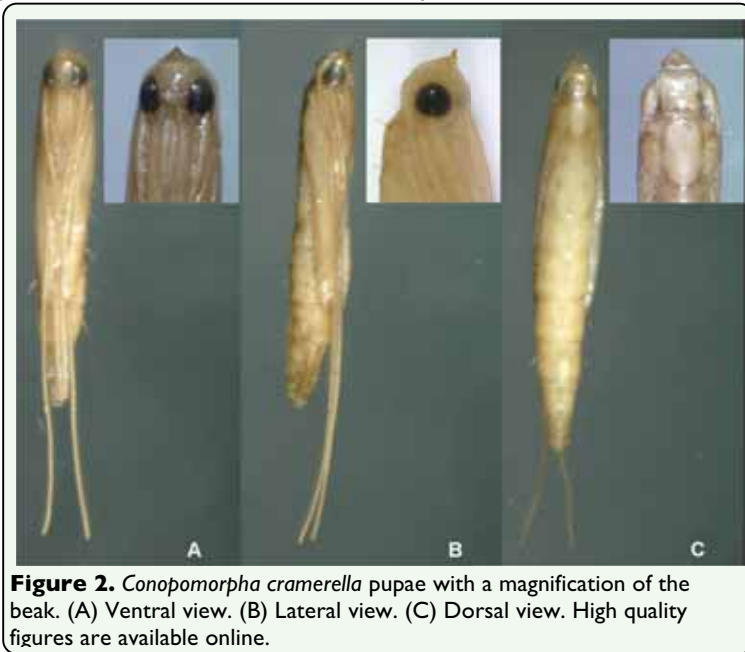 A
B
C
Figure 2. Conopomorpha cramerella pupae with a magnification of the
beak. (A) Ventral view. (B) Lateral view. (C) Dorsal view. High quality
figures are available online.